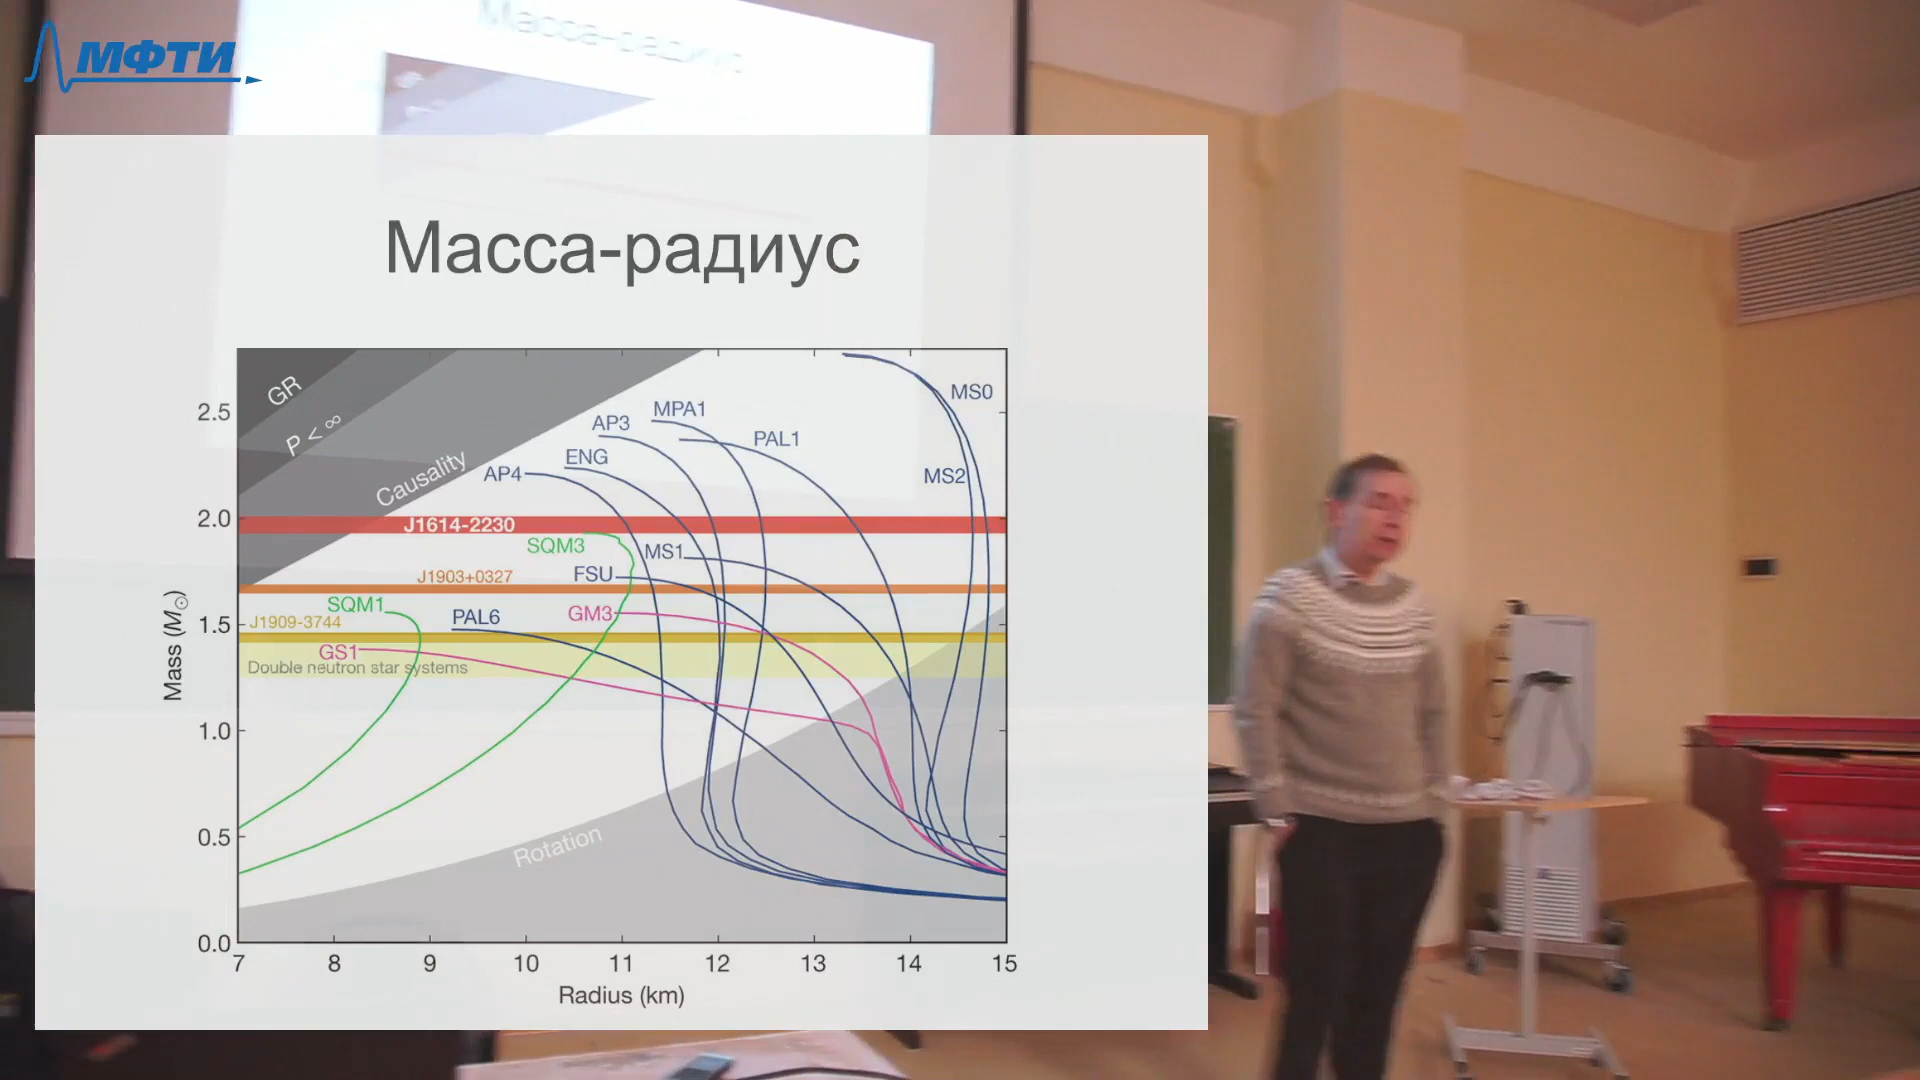 МФТИ
Масса-радиус
Масса-радиус
GR
P < ∞
Causality
AP4
ENG
AP3
MPA1
PAL1
MS0
MS2
J1614-2230
SQM3
MS1
FSU
J1903+0327
SQM1
J1909-3744
PAL6
GM3
GS1
Double neutron star systems
Rotation
2.5
2.0
1.5
1.0
0.5
0.0
Mass (M☉)
7 8 9 10 11 12 13 14 15
Radius (km)